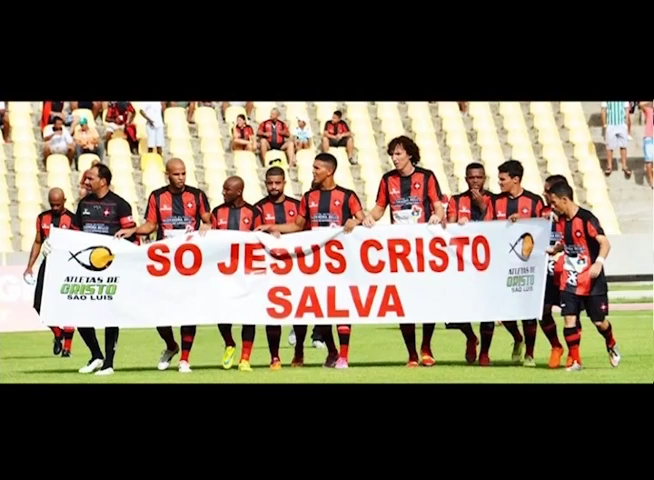 SÓ JESUS CRISTO
SALVA
ATLETAS DE
CRISTO
SÃO LUIS
ATLETAS DE
CRISTO
SÃO LUIS